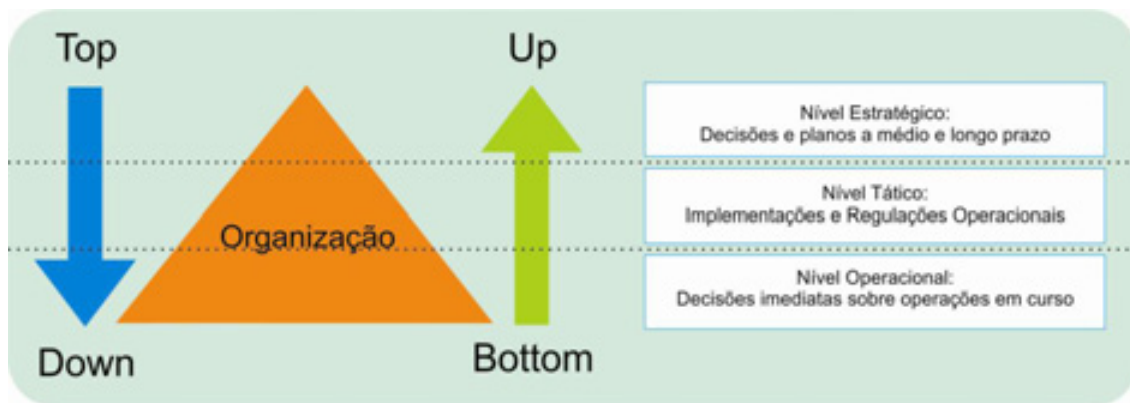 Top
Up
Nível Estratégico:
Decisões e planos a médio e longo prazo
Nível Tático:
Implementações e Regulações Operacionais
Organização
Nível Operacional:
Decisões imediatas sobre operações em curso
Down
Bottom